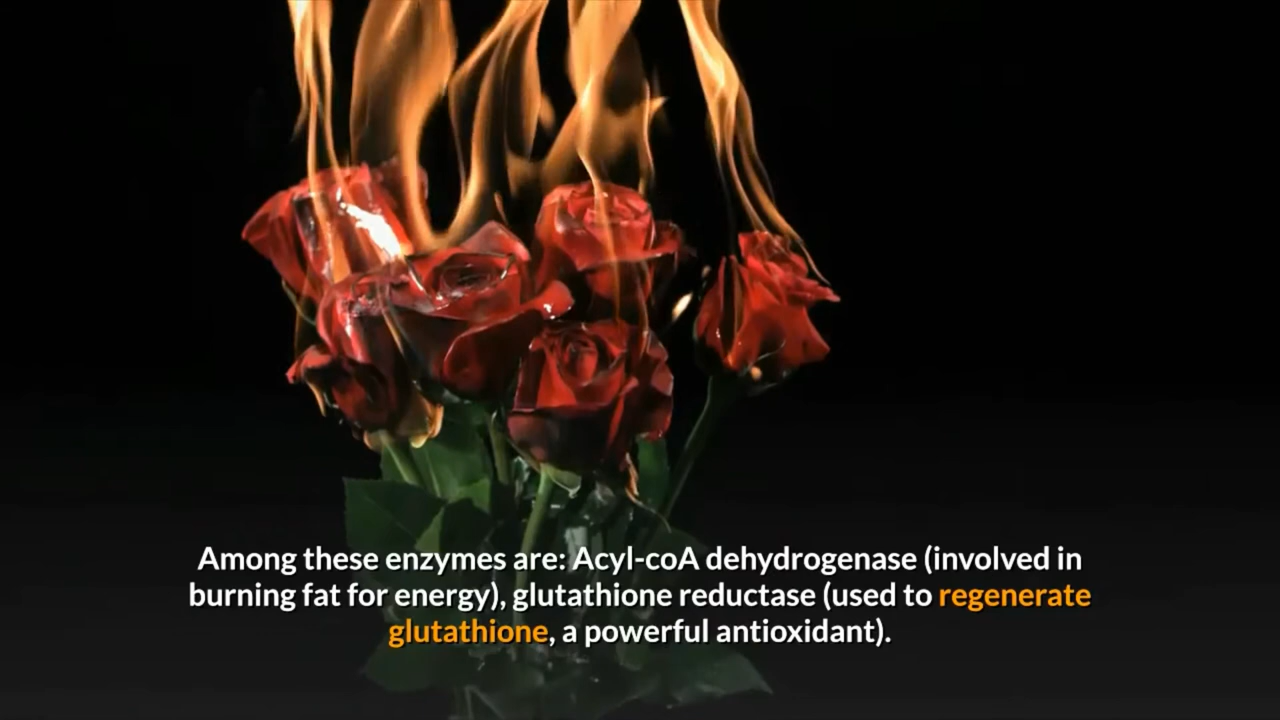 Among these enzymes are: Acyl-coA dehydrogenase (involved in
burning fat for energy), glutathione reductase (used to regenerate
glutathione, a powerful antioxidant).